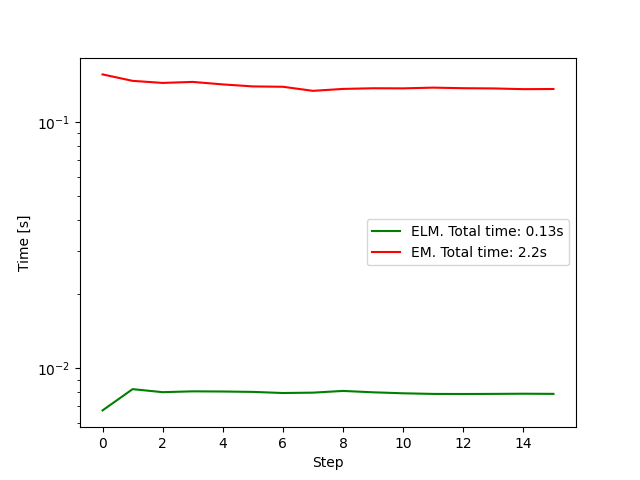 10⁻¹
10⁻²
Time [s]
ELM. Total time: 0.13s
EM. Total time: 2.2s
0 2 4 6 8 10 12 14
Step